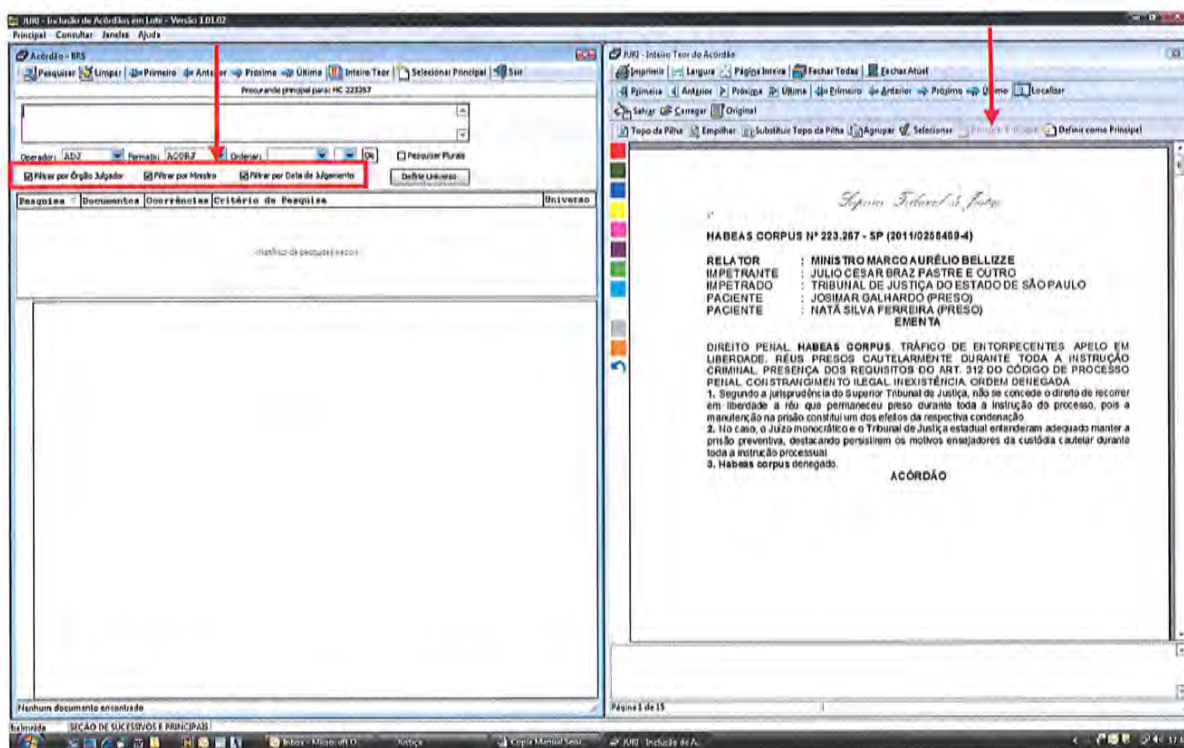 JURI - Inclusão de Acórdãos em Lote - Versão 1.01.02
Principal Consultar Janelas Ajuda
Acórdão - BRS
Pesquisar Limpar Primeiro Anterior Próximo Último Inteiro Teor Selecionar Principal Sair
Procurando principal para: HC 223267
Operador: ADJ Formato: ACOR3 Ordenar: Ok Pesquisar Plurais
Filtrar por Órgão Julgador Filtrar por Ministro Filtrar por Data de Julgamento Definir Universo
Pesquisa Documentos Ocorrências Critério de Pesquisa Universo
Nenhum documento encontrado
JURI - Inteiro Teor do Acórdão
Imprimir Largura Página Inteira Fechar Todas Fechar Atual
Primeira Anterior Próxima Última Primeiro Anterior Próximo Último Localizar
Salvar Carregar Original
Topo da Pilha Empilhar Substituir Topo da Pilha Agrupar Selecionar Definir como Principal
Superior Tribunal de Justiça
HABEAS CORPUS Nº 223.267 - SP
RELATOR : MINISTRO MARCO AURÉLIO BELLIZZE
IMPETRANTE : JULIO CESAR BRAZ PASTRE E OUTRO
IMPETRADO : TRIBUNAL DE JUSTIÇA DO ESTADO DE SÃO PAULO
PACIENTE : JOSIMAR GALHARDO (PRESO)
PACIENTE : NATÃ SILVA FERREIRA (PRESO)
EMENTA
DIREITO PENAL. HABEAS CORPUS. TRÁFICO DE ENTORPECENTES. APELO EM
LIBERDADE. RÉUS PRESOS CAUTELARMENTE DURANTE TODA A INSTRUÇÃO
CRIMINAL. PRESENÇA DOS REQUISITOS DO ART. 312 DO CÓDIGO DE PROCESSO
PENAL. CONSTRANGIMENTO ILEGAL. INEXISTÊNCIA. ORDEM DENEGADA
1. Segundo a jurisprudência do Superior Tribunal de Justiça, não se concede o direito de recorrer
em liberdade a réu que permaneceu preso durante toda a instrução do processo, pois a
manutenção na prisão constitui um dos efeitos da respectiva condenação.
2. No caso, o Juízo monocrático e o Tribunal de Justiça estadual entenderam adequado manter a
prisão preventiva, destacando persistirem os motivos ensejadores da custódia cautelar durante
toda a instrução processual
3. Habeas corpus denegado.
ACÓRDÃO
Página 1 de 15
SEÇÃO DE SUCESSIVOS E PRINCIPAIS
Inbox - Microsoft O... Justiça Copia Manual Seni... JURI - Inclusão de A...